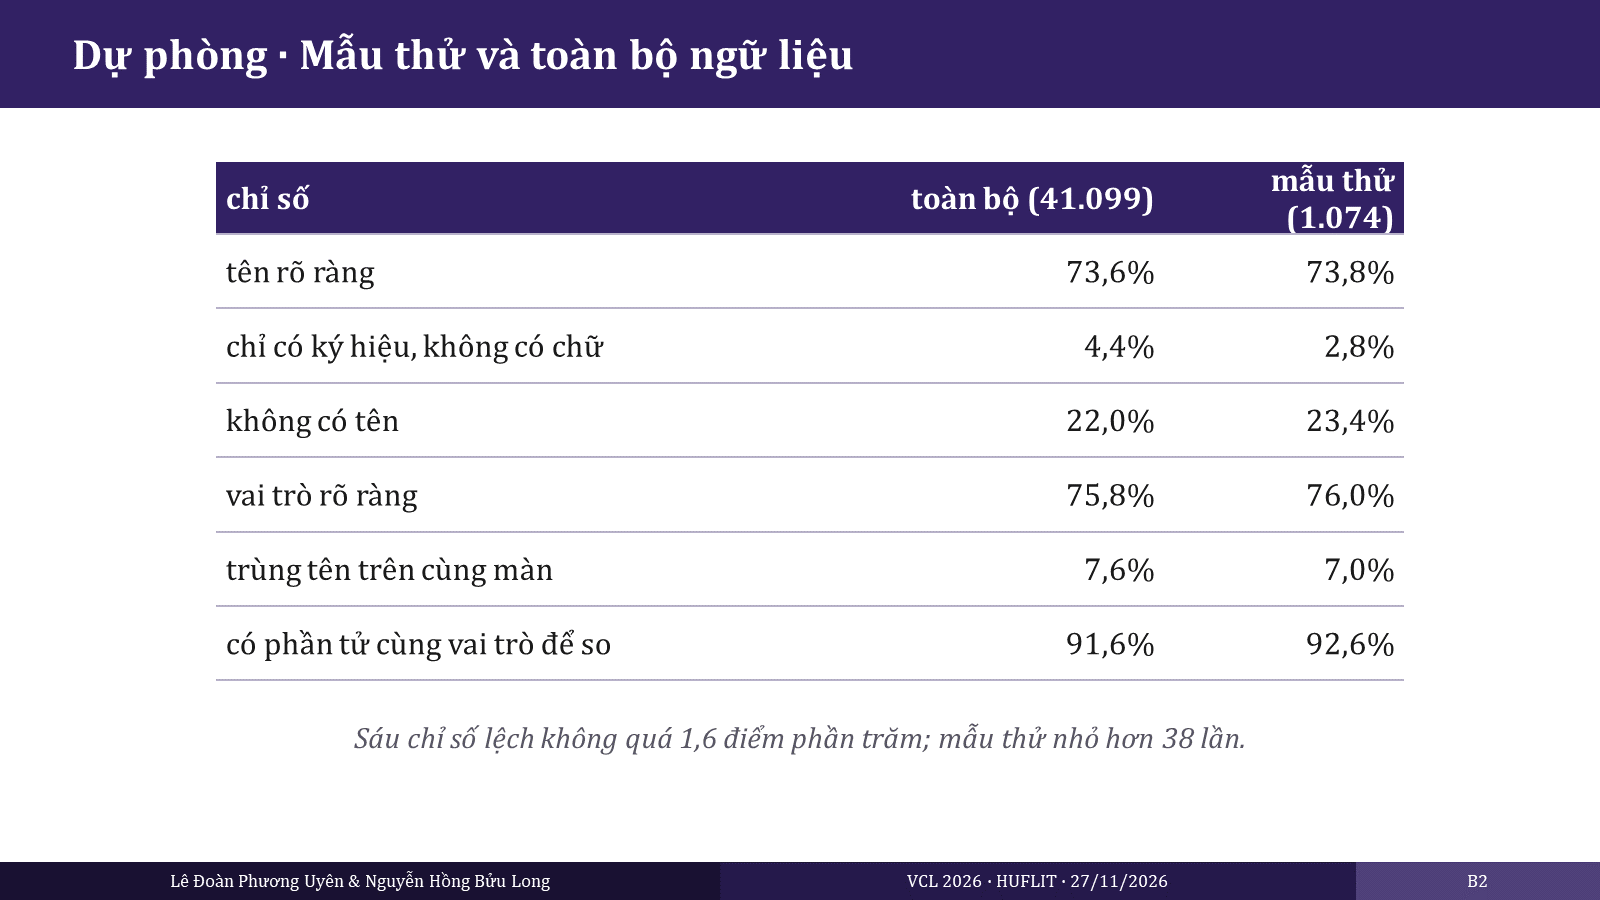 Dự phòng · Mẫu thử và toàn bộ ngữ liệu
chỉ số toàn bộ (41.099) mẫu thử (1.074)
tên rõ ràng 73,6% 73,8%
chỉ có ký hiệu, không có chữ 4,4% 2,8%
không có tên 22,0% 23,4%
vai trò rõ ràng 75,8% 76,0%
trùng tên trên cùng màn 7,6% 7,0%
có phần tử cùng vai trò để so 91,6% 92,6%
Sáu chỉ số lệch không quá 1,6 điểm phần trăm; mẫu thử nhỏ hơn 38 lần.
Lê Đoàn Phương Uyên & Nguyễn Hồng Bửu Long VCL 2026 · HUFLIT · 27/11/2026 B2